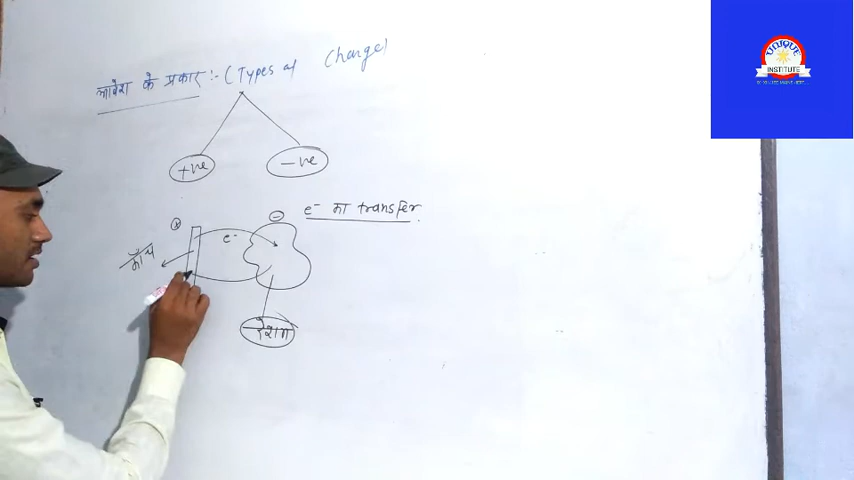 आवेश के प्रकार :- (Types of Charge)
+ve
-ve
e⁻ का transfer
+
-
e⁻
काँच
रेशम
UNIQUE
INSTITUTE